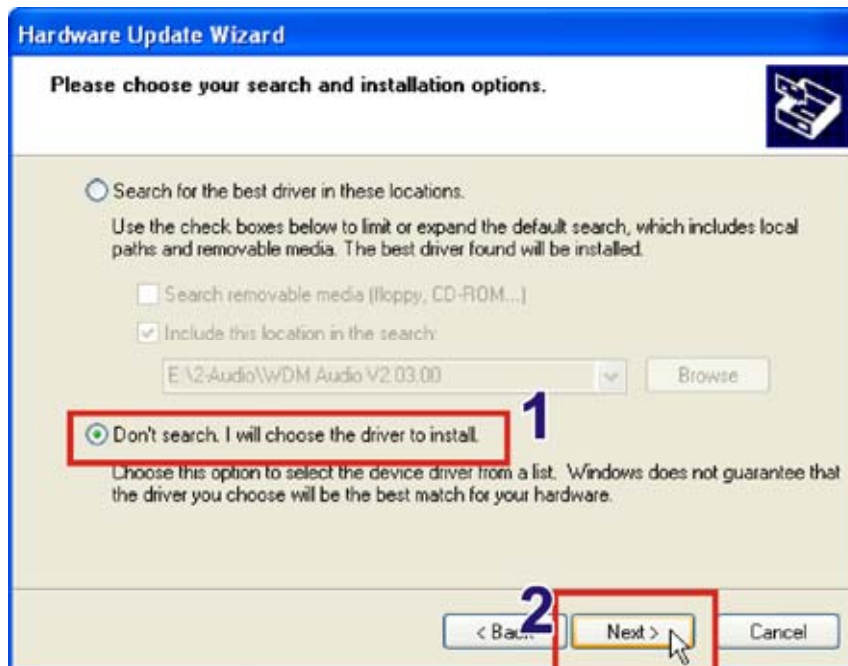 Hardware Update Wizard
Please choose your search and installation options.
Search for the best driver in these locations.
Use the check boxes below to limit or expand the default search, which includes local
paths and removable media. The best driver found will be installed.
Search removable media (floppy, CD-ROM...)
Include this location in the search:
E:\2-Audio\WDM Audio V2.03.00
Browse
1
Don't search. I will choose the driver to install.
Choose this option to select the device driver from a list. Windows does not guarantee that
the driver you choose will be the best match for your hardware.
2
< Back
Next >
Cancel